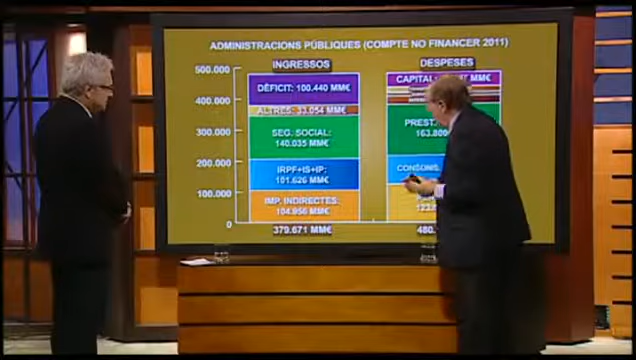 ADMINISTRACIONS PÚBLIQUES (COMPTE NO FINANCER 2011)
INGRESSOS
DESPESES
500.000
400.000
300.000
200.000
100.000
0
DÈFICIT: 100.440 MM€
ALTRES: 33.054 MM€
SEG. SOCIAL:
140.035 MM€
IRPF+IS+IP:
101.626 MM€
IMP. INDIRECTES:
104.956 MM€
379.671 MM€
CAPITAL: MM€
PREST.
163.800
CONSUMS.
480.